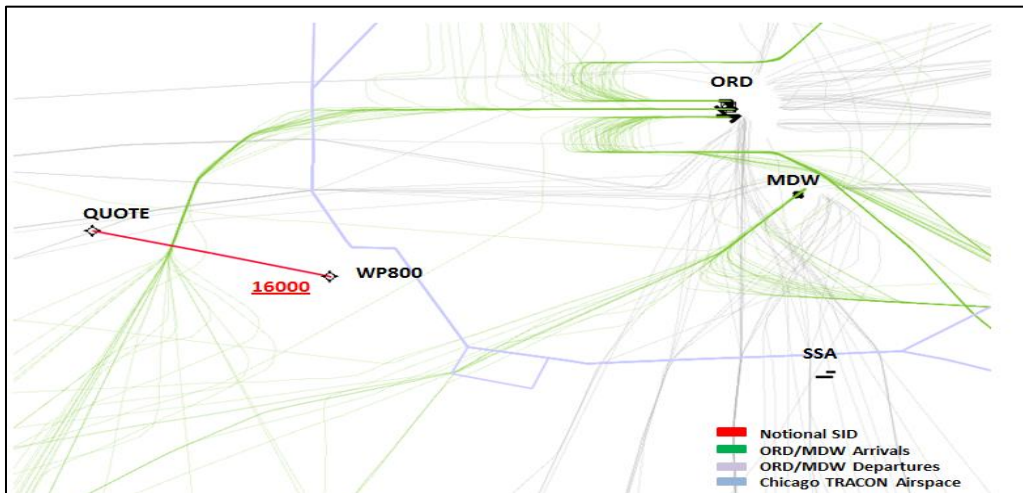 ORD
MDW
QUOTE
WP800
16000
SSA
Notional SID
ORD/MDW Arrivals
ORD/MDW Departures
Chicago TRACON Airspace